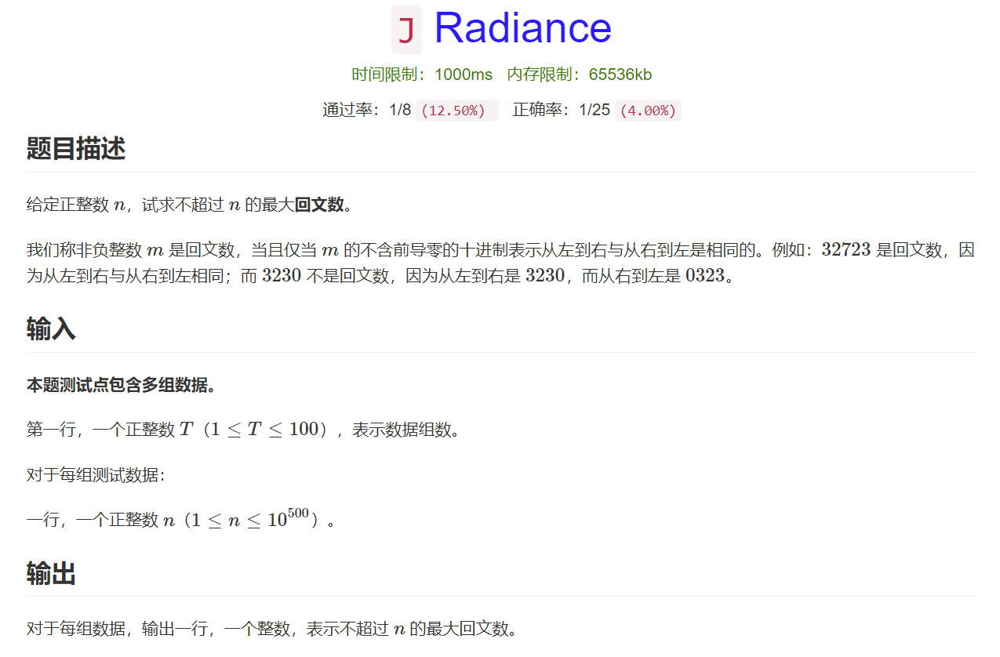 J Radiance
时间限制：1000ms 内存限制：65536kb
通过率：1/8 (12.50%) 正确率：1/25 (4.00%)
题目描述
给定正整数 n，试求不超过 n 的最大回文数。
我们称非负整数 m 是回文数，当且仅当 m 的不含前导零的十进制表示从左到右与从右到左是相同的。例如：32723 是回文数，因
为从左到右与从右到左相同；而 3230 不是回文数，因为从左到右是 3230，而从右到左是 0323。
输入
本题测试点包含多组数据。
第一行，一个正整数 T（1 ≤ T ≤ 100），表示数据组数。
对于每组测试数据：
一行，一个正整数 n（1 ≤ n ≤ 10^500）。
输出
对于每组数据，输出一行，一个整数，表示不超过 n 的最大回文数。